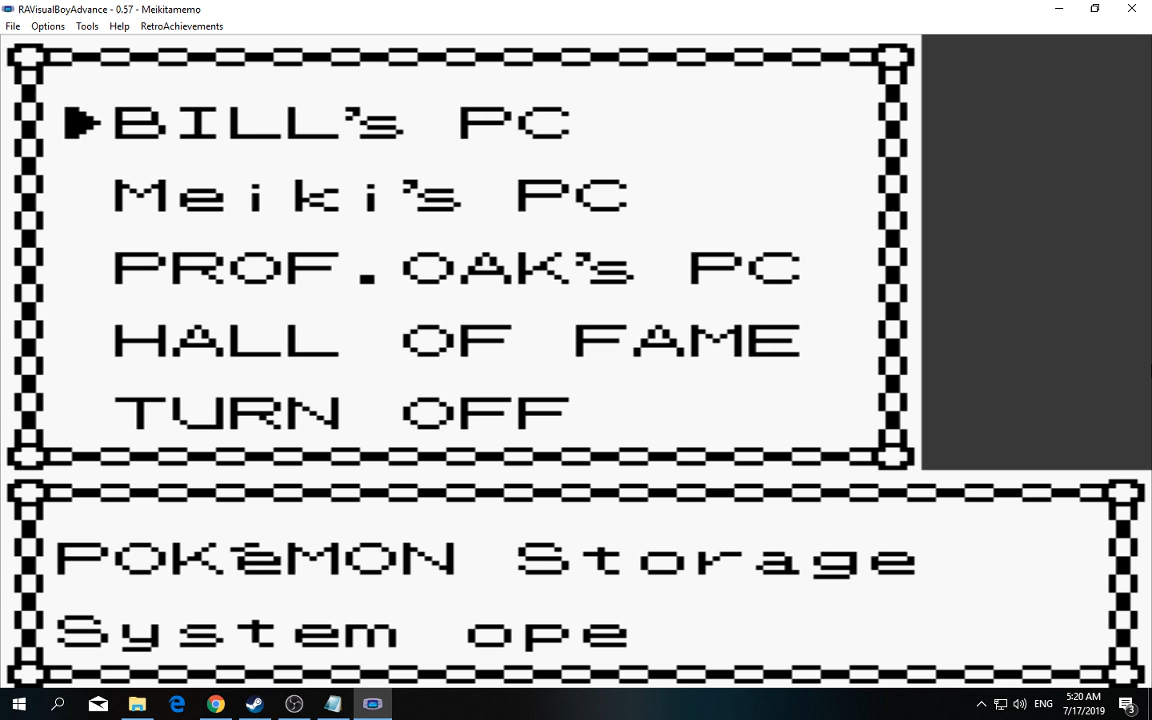 RAVisualBoyAdvance - 0.57 - Meikitamemo
File Options Tools Help RetroAchievements
BILL's PC
Meiki's PC
PROF.OAK's PC
HALL OF FAME
TURN OFF
POKéMON Storage
System ope
ENG
5:20 AM
7/17/2019
3